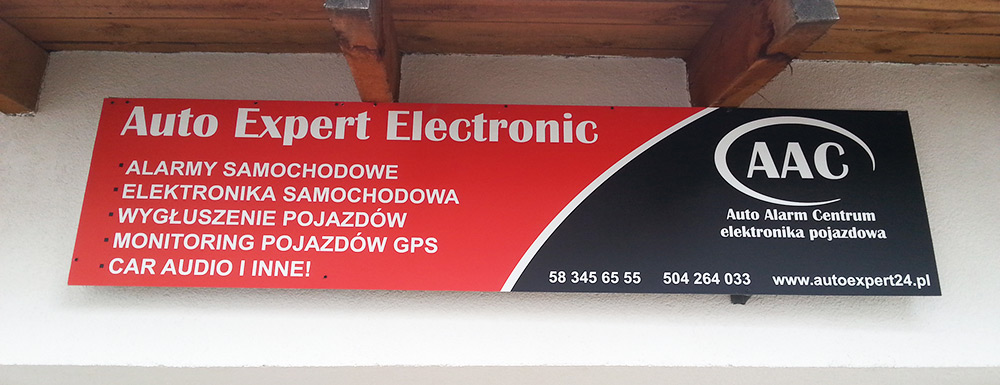 Auto Expert Electronic
· ALARMY SAMOCHODOWE
· ELEKTRONIKA SAMOCHODOWA
· WYGŁUSZENIE POJAZDÓW
· MONITORING POJAZDÓW GPS
· CAR AUDIO I INNE!
AAC
Auto Alarm Centrum
elektronika pojazdowa
58 345 65 55 504 264 033 www.autoexpert24.pl